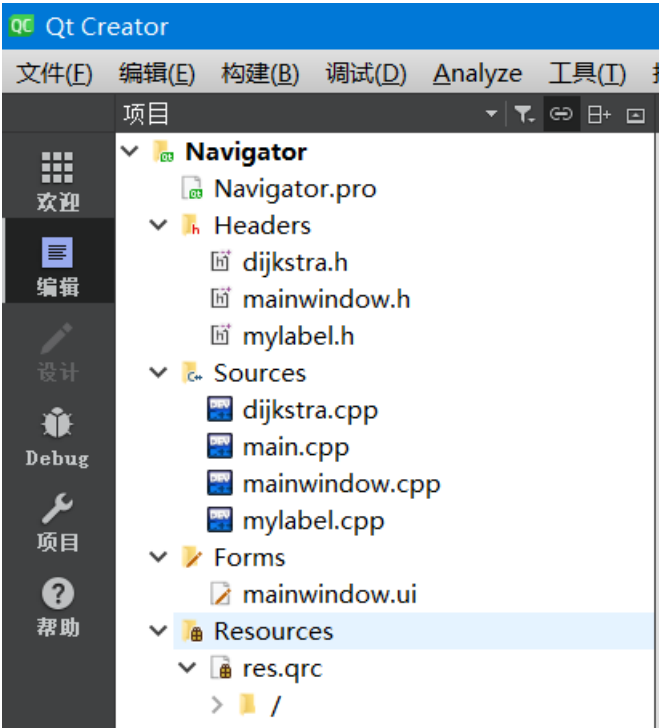 QC Qt Creator
文件(F) 编辑(E) 构建(B) 调试(D) Analyze 工具(T)
项目
欢迎
编辑
设计
Debug
项目
帮助
Navigator
Navigator.pro
Headers
dijkstra.h
mainwindow.h
mylabel.h
Sources
dijkstra.cpp
main.cpp
mainwindow.cpp
mylabel.cpp
Forms
mainwindow.ui
Resources
res.qrc
/